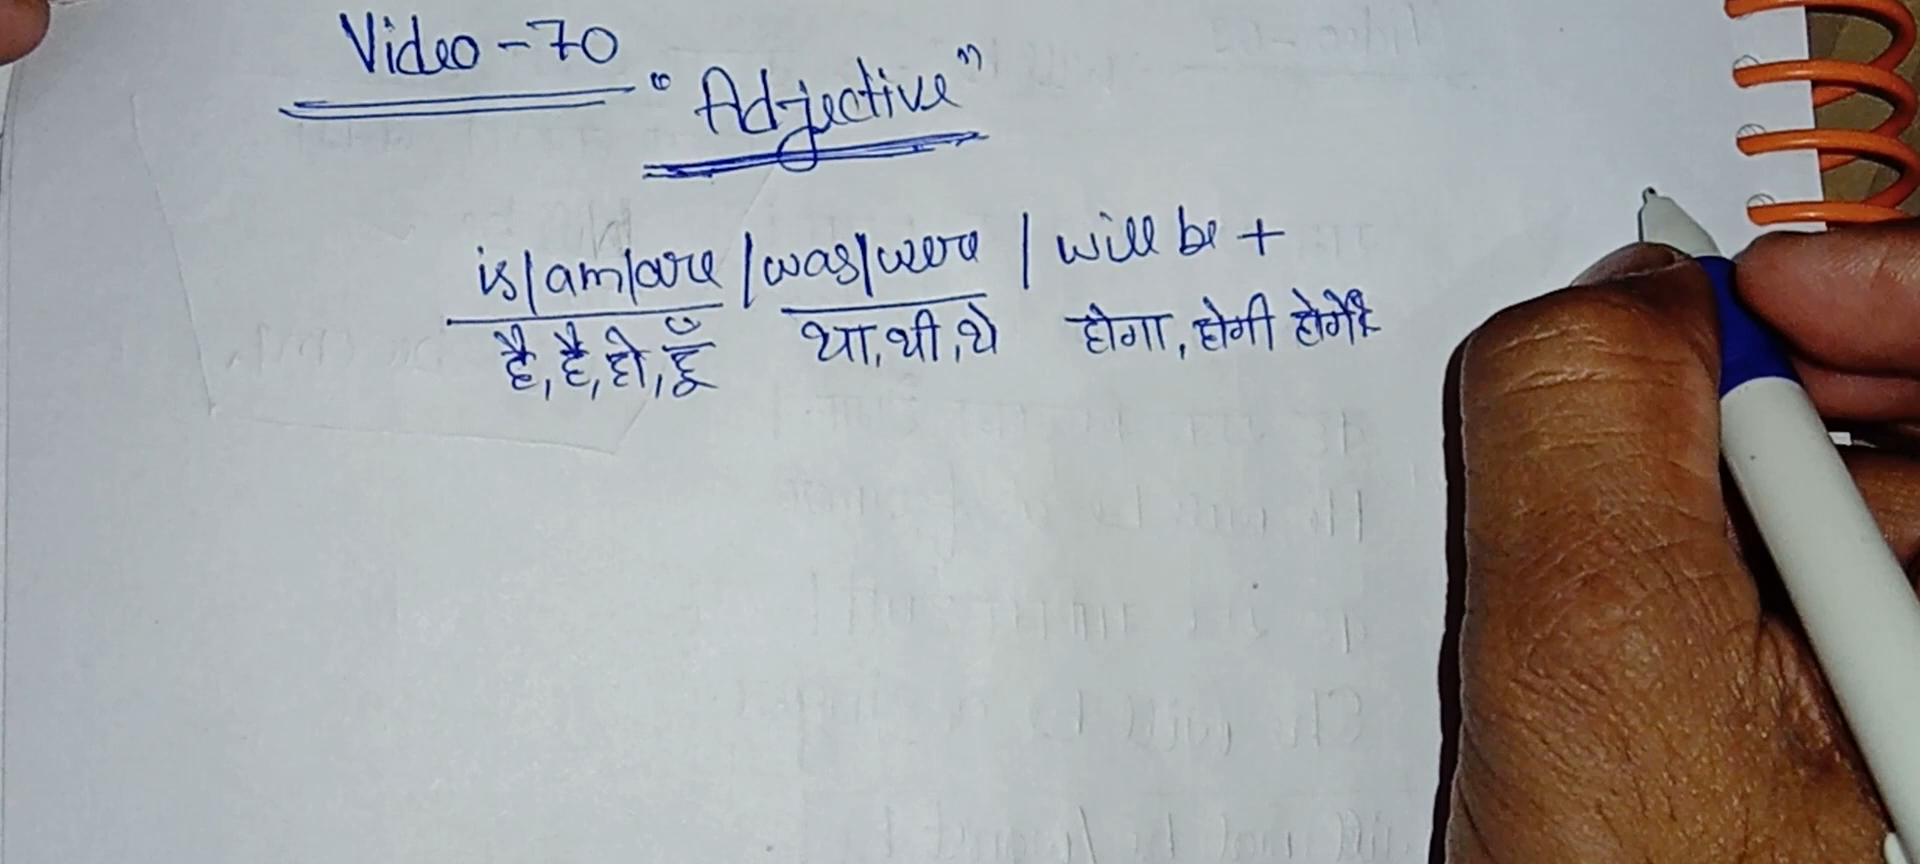 Video - 70
"Adjective"
is/am/are /was/were / will be +
है, है, हो, हूँ था, थी, थे होगा, होगी होंगे